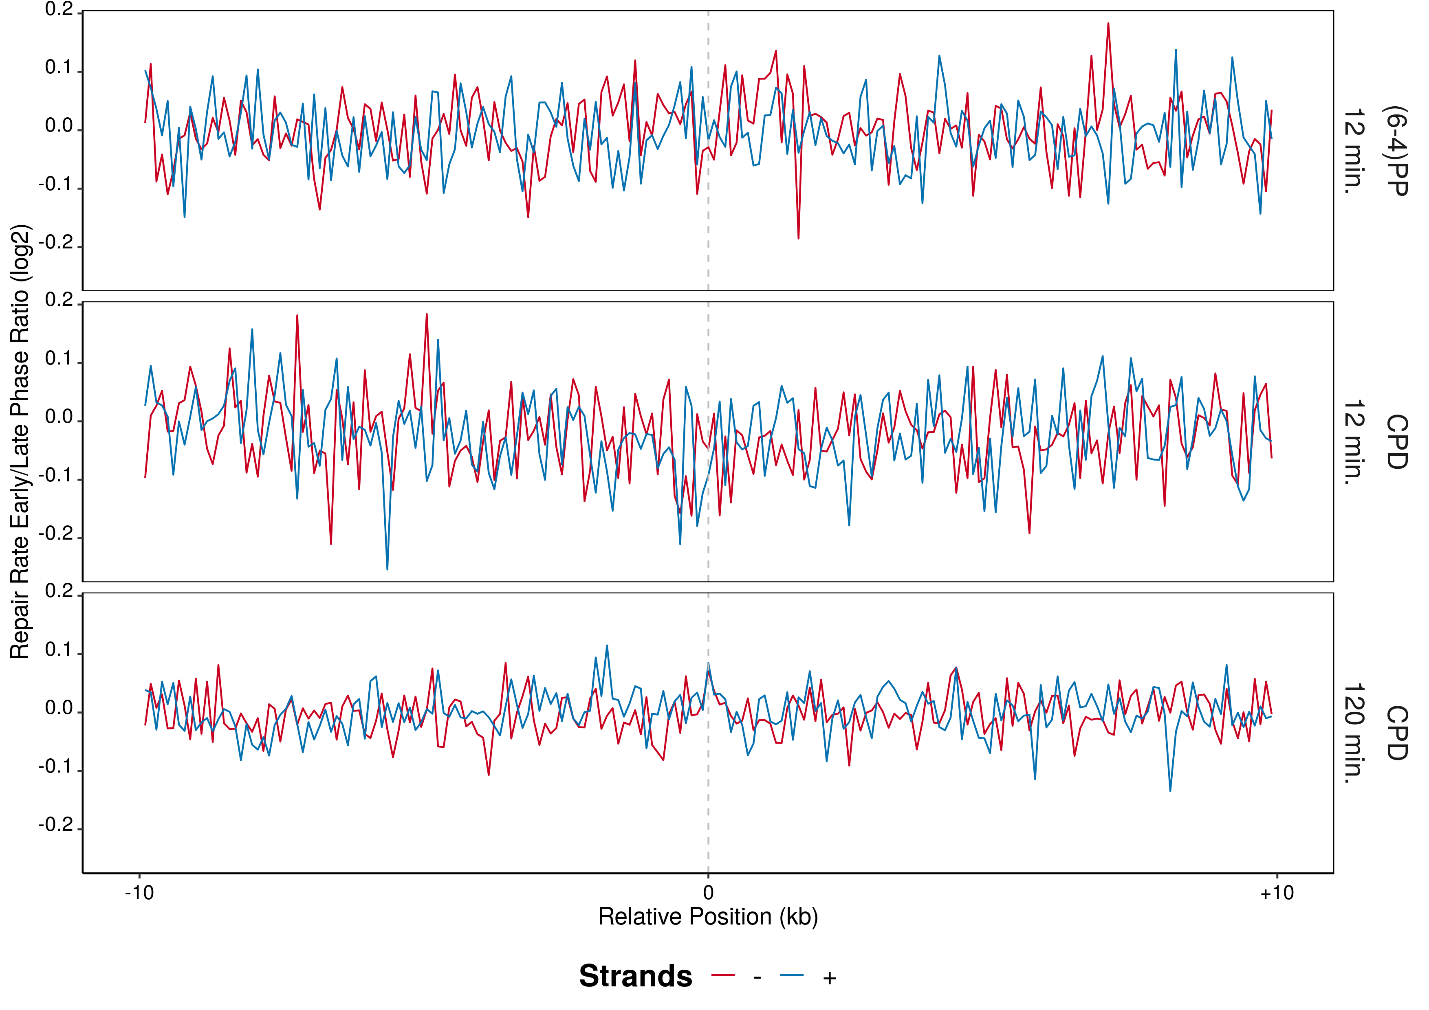 Repair Rate Early/Late Phase Ratio (log2)
0.2
0.1
0.0
-0.1
-0.2
(6-4)PP
12 min.
0.2
0.1
0.0
-0.1
-0.2
CPD
12 min.
0.2
0.1
0.0
-0.1
-0.2
CPD
120 min.
-10 0 +10
Relative Position (kb)
Strands - +